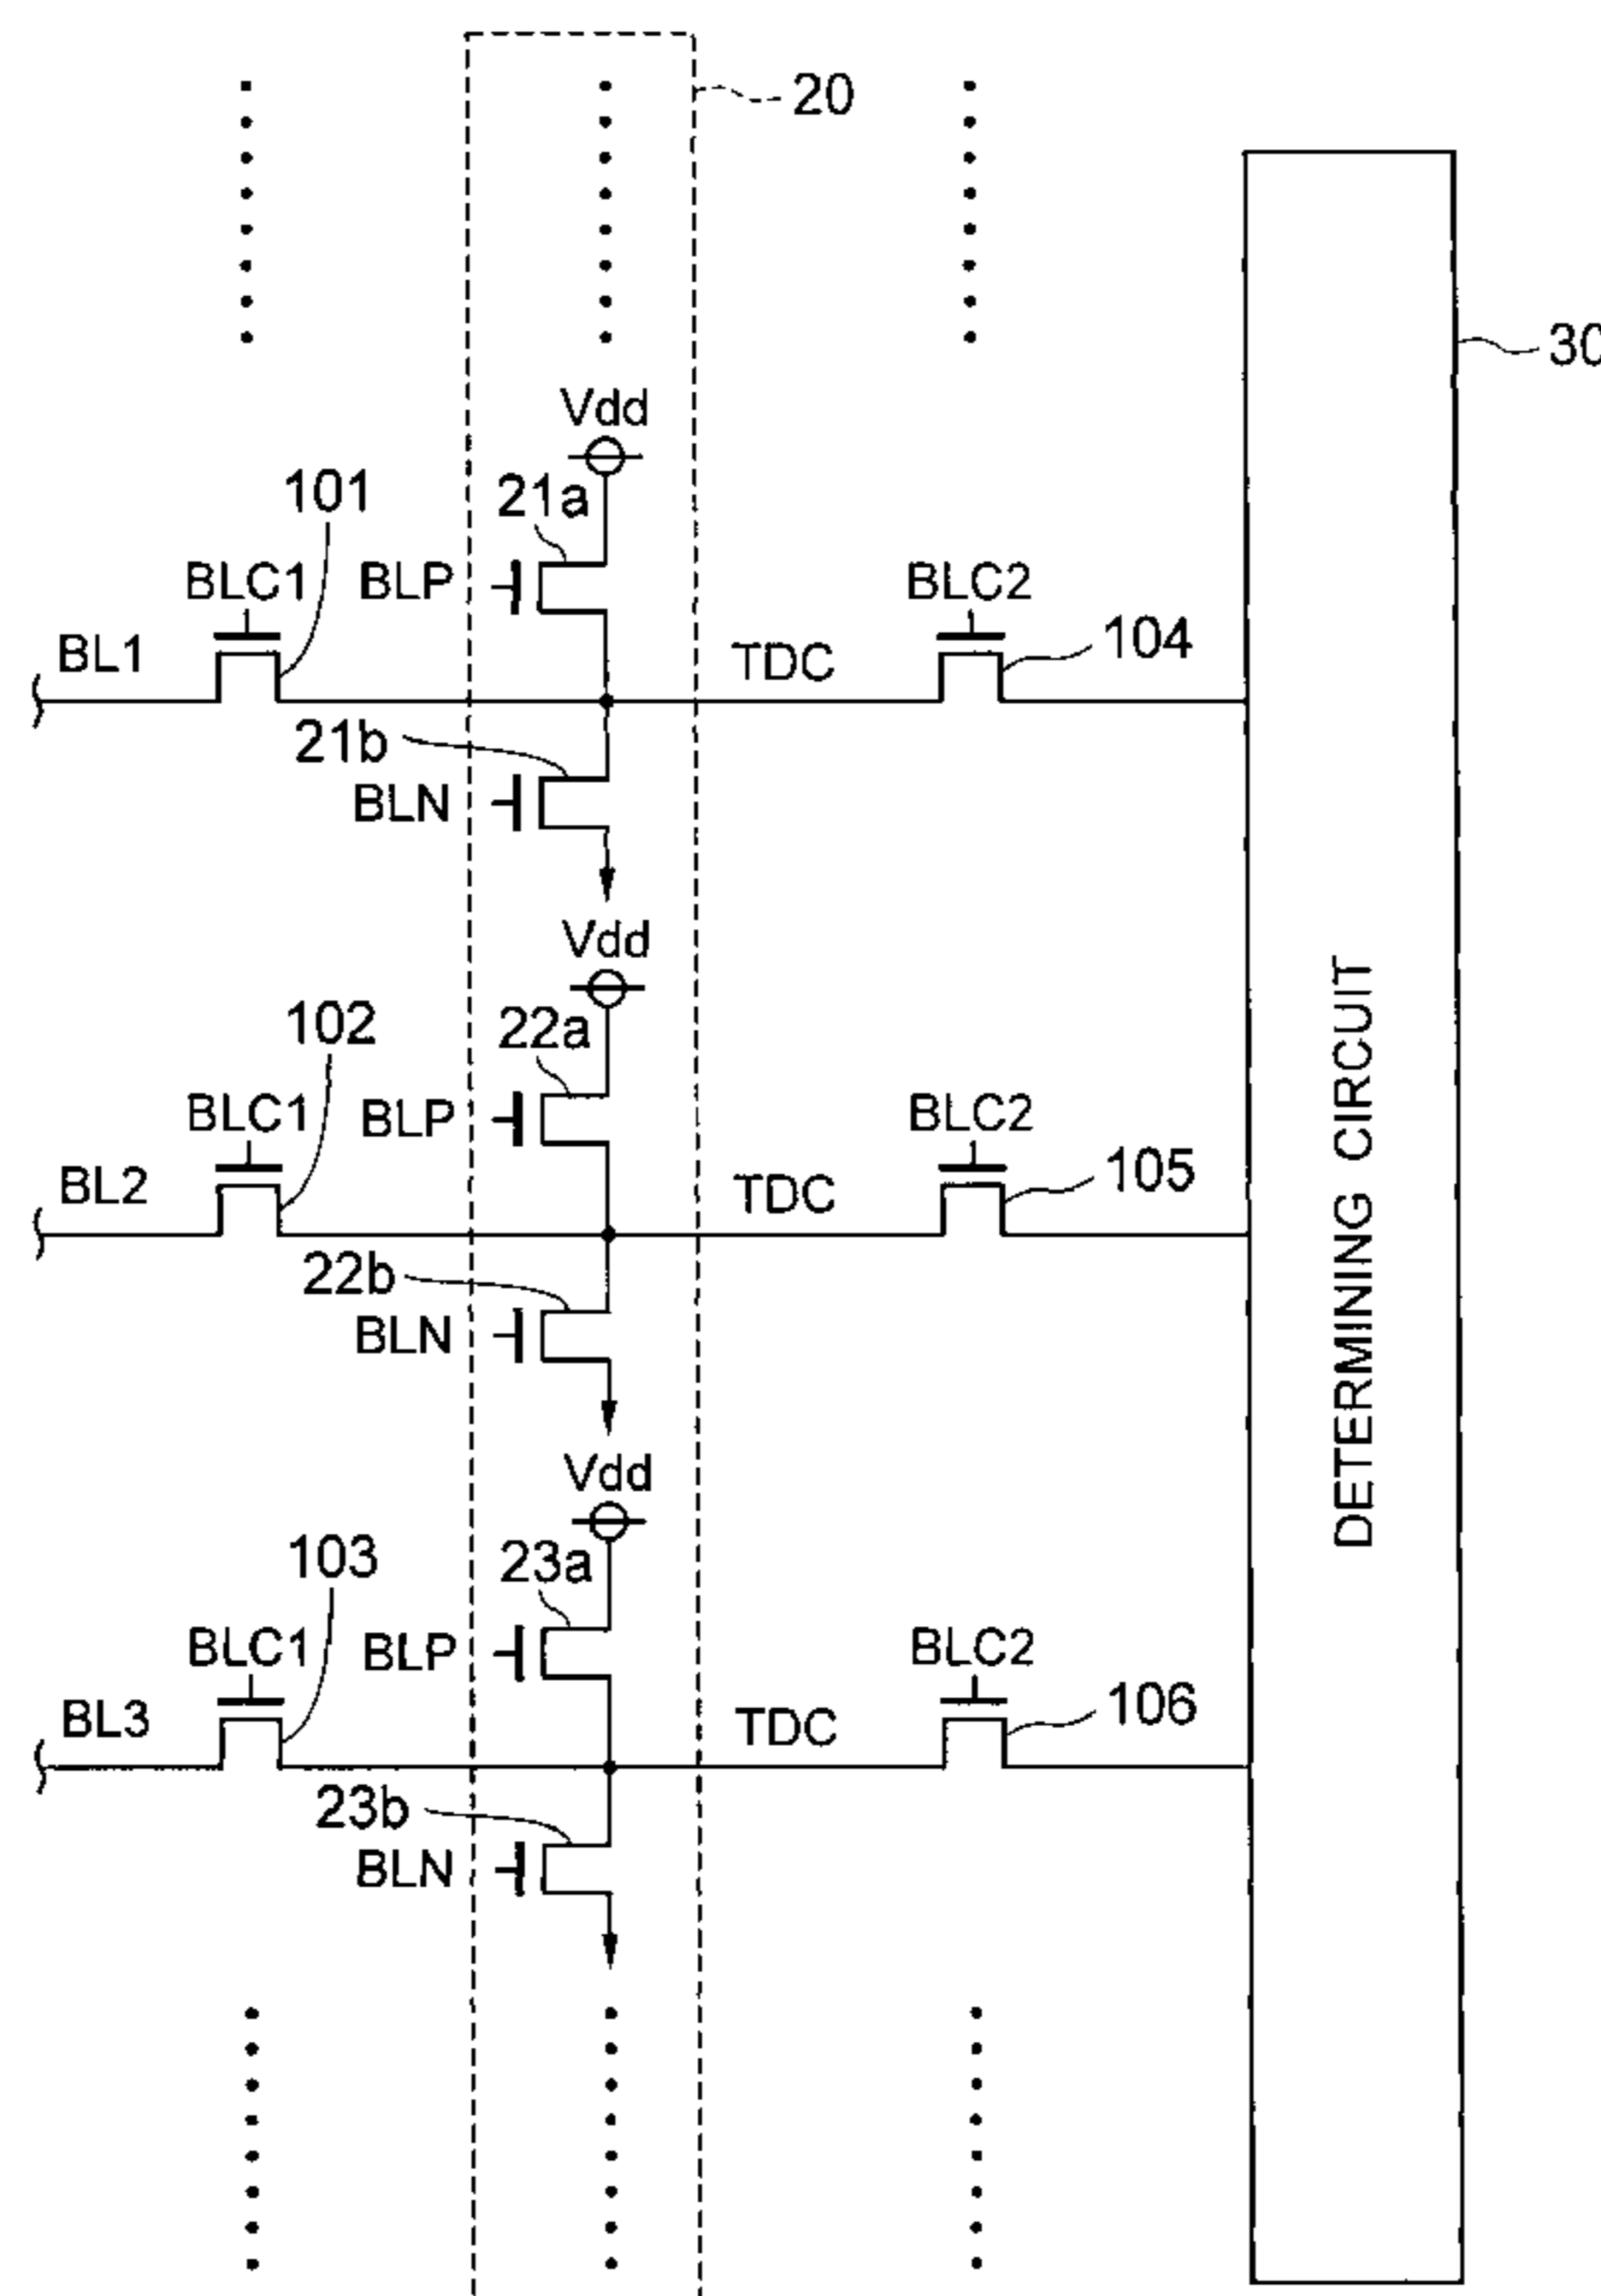 20
30
Vdd
21a
101
BLC1
BLP
BLC2
104
BL1
TDC
21b
BLN
Vdd
22a
102
BLC1
BLP
BLC2
105
BL2
TDC
22b
BLN
Vdd
23a
103
BLC1
BLP
BLC2
106
BL3
TDC
23b
BLN
DETERMINING CIRCUIT